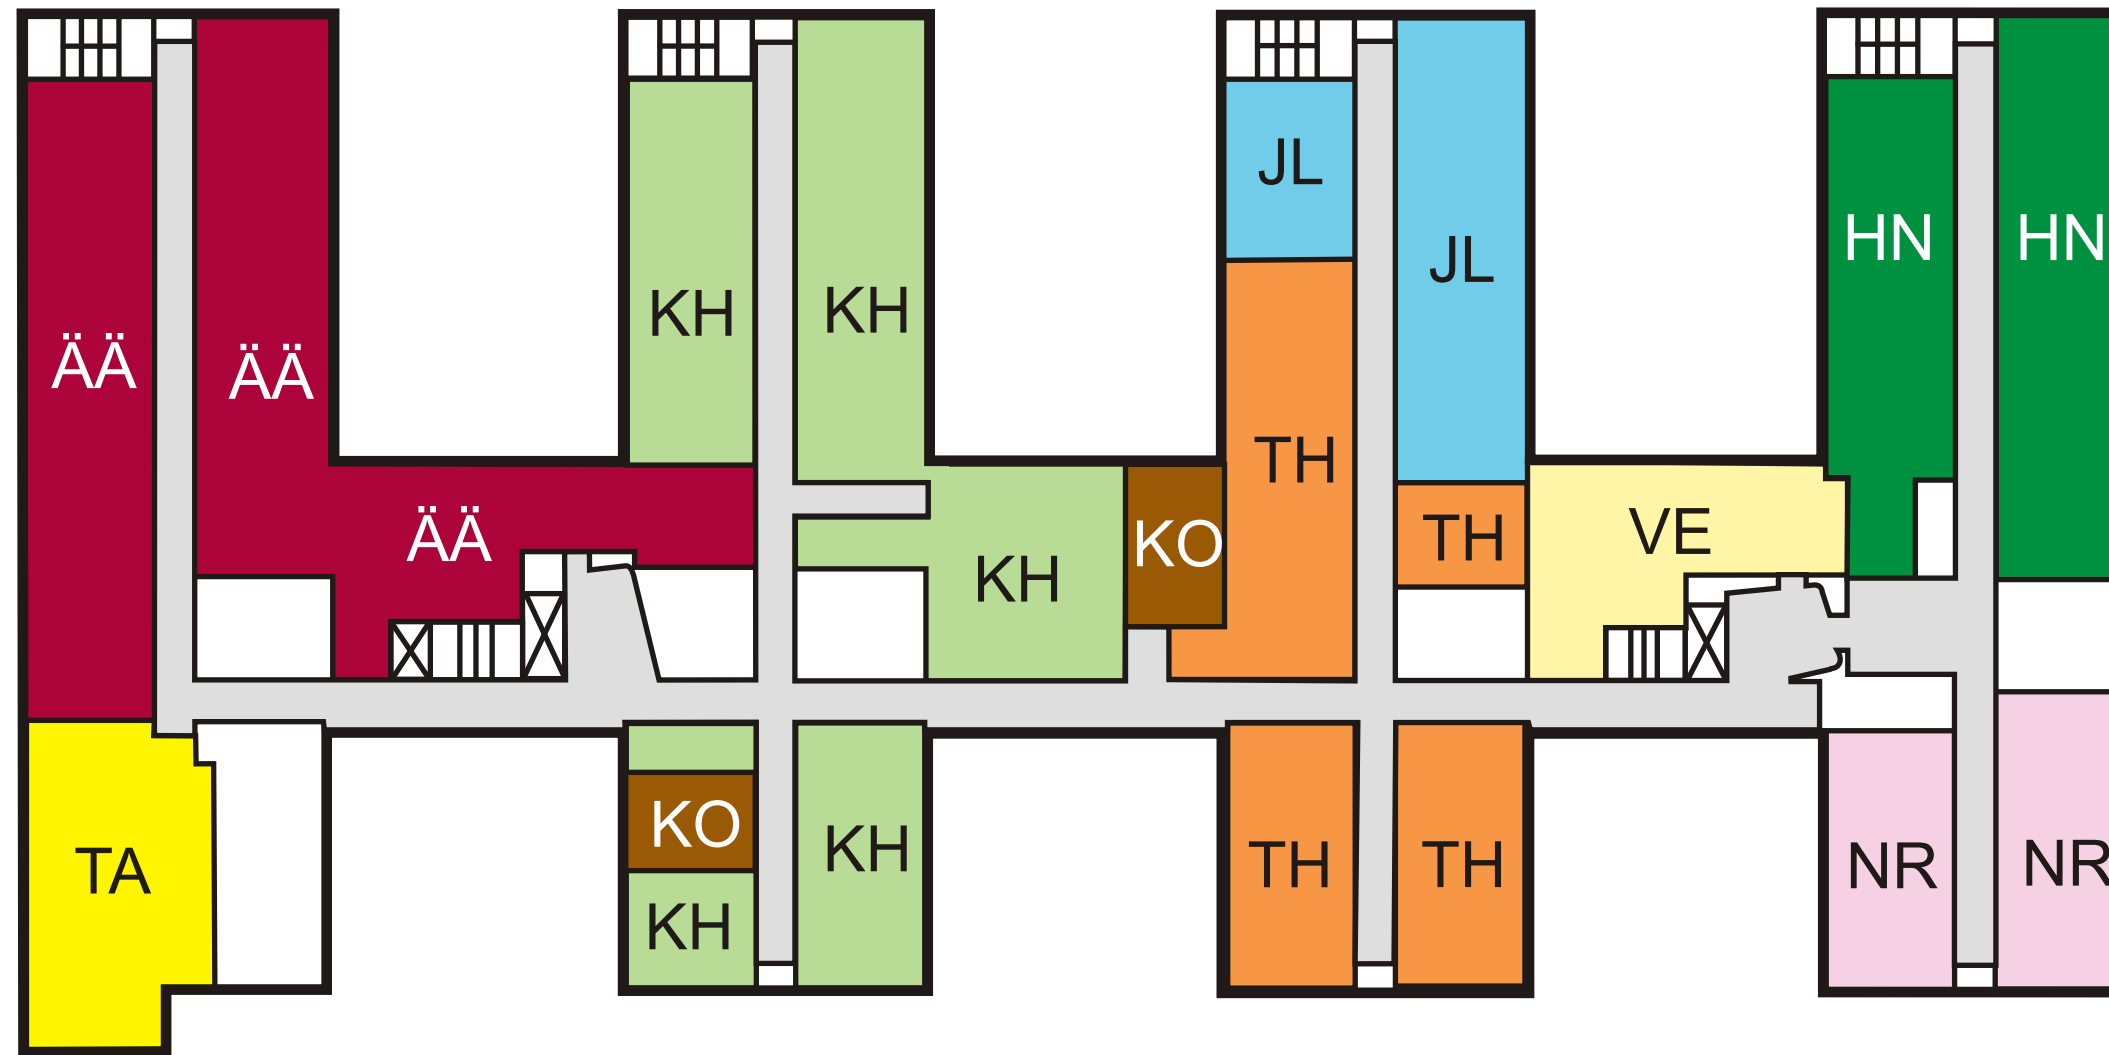 JL
HN
HN
JL
KH
KH
ÄÄ
ÄÄ
TH
ÄÄ
KO
TH
VE
KH
KO
KH
TA
TH
TH
NR
NR
KH